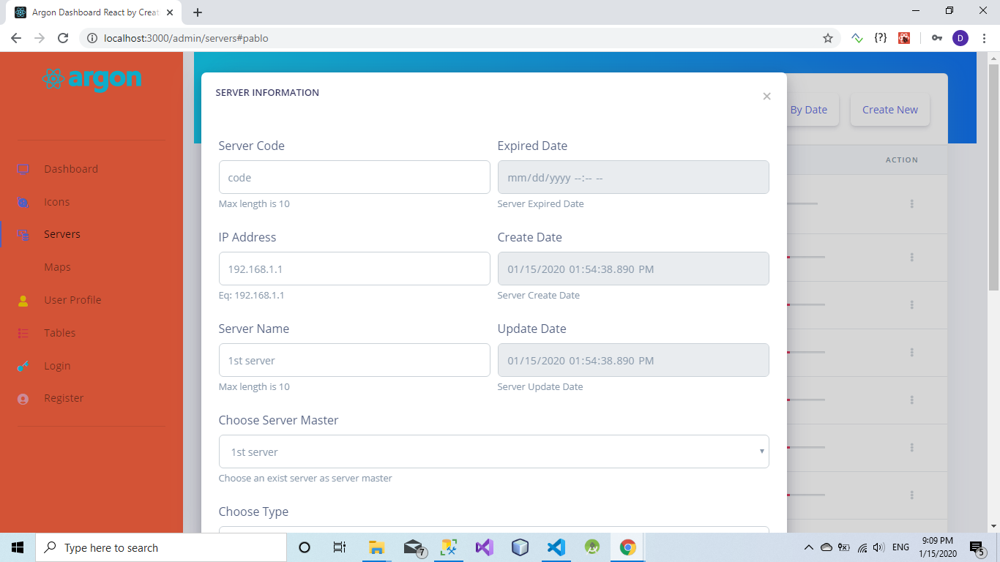 Argon Dashboard React by Creat
localhost:3000/admin/servers#pablo
{?}
D
argon
Dashboard
Icons
Servers
Maps
User Profile
Tables
Login
Register
SERVER INFORMATION
×
By Date
Create New
ACTION
Server Code
Expired Date
code
mm/dd/yyyy --:-- --
Max length is 10
Server Expired Date
IP Address
Create Date
192.168.1.1
01/15/2020 01:54:38.890 PM
Eq: 192.168.1.1
Server Create Date
Server Name
Update Date
1st server
01/15/2020 01:54:38.890 PM
Max length is 10
Server Update Date
Choose Server Master
1st server
Choose an exist server as server master
Choose Type
Type here to search
7
ENG
9:09 PM
1/15/2020
5